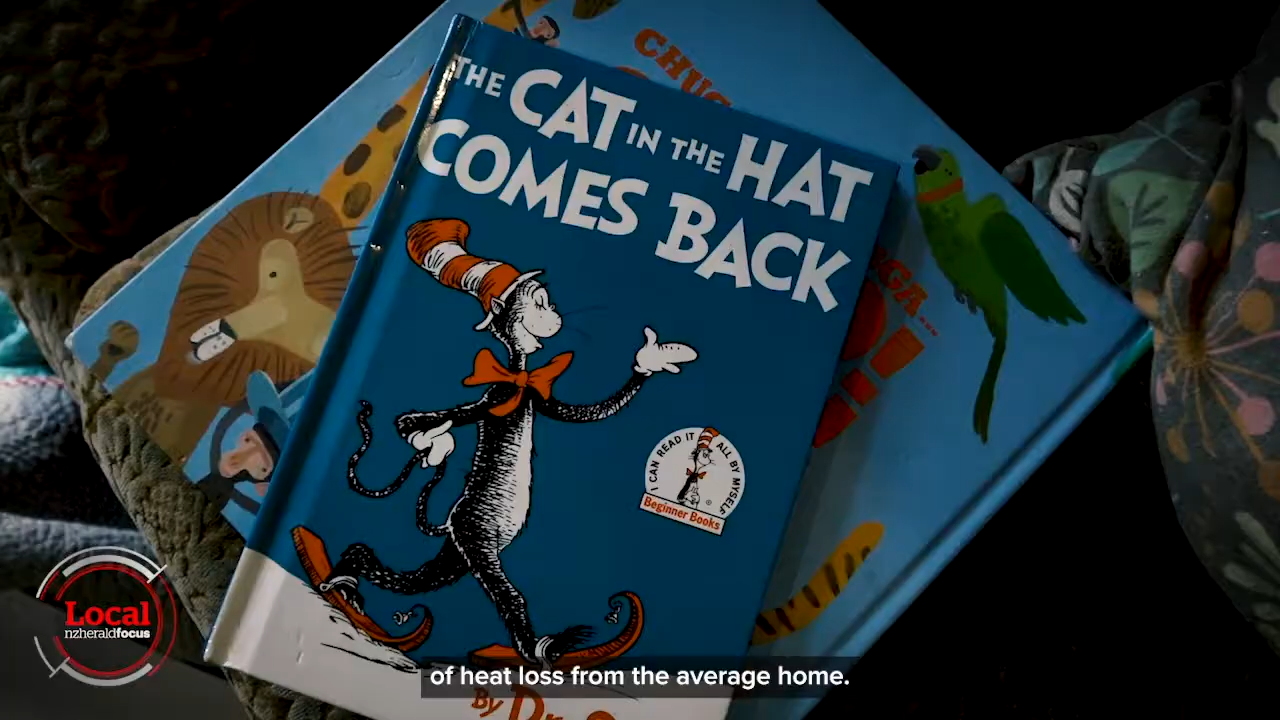 THE CAT IN THE HAT
COMES BACK
I CAN READ IT ALL BY MYSELF
Beginner Books
By Dr.
Local
nzheraldfocus
of heat loss from the average home.